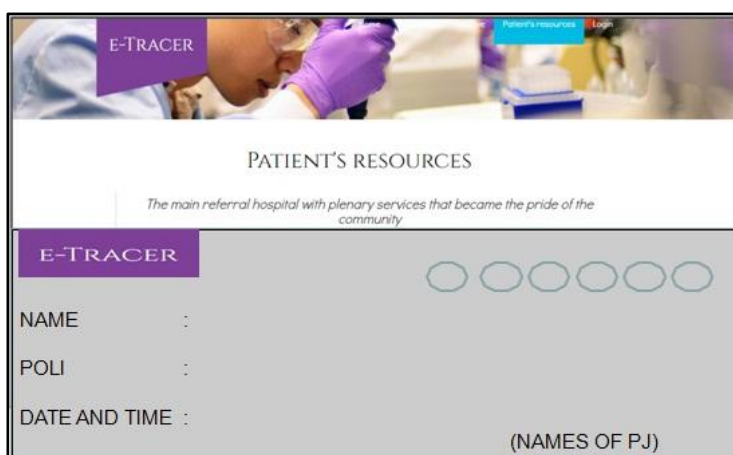 E-TRACER
Patient's resources Login
PATIENT'S RESOURCES
The main referral hospital with plenary services that became the pride of the
community
E-TRACER
NAME :
POLI :
DATE AND TIME :
(NAMES OF PJ)